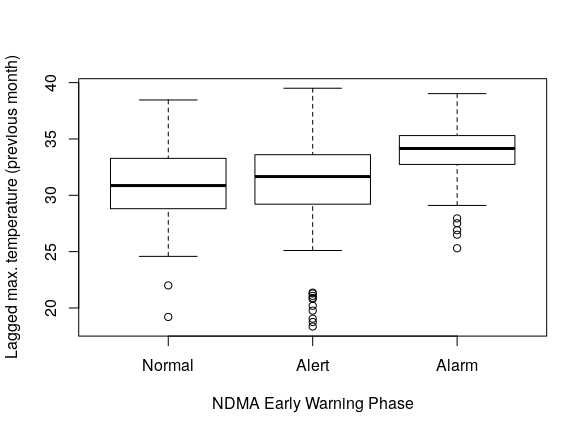 Lagged max. temperature (previous month)
40
35
30
25
20
Normal Alert Alarm
NDMA Early Warning Phase